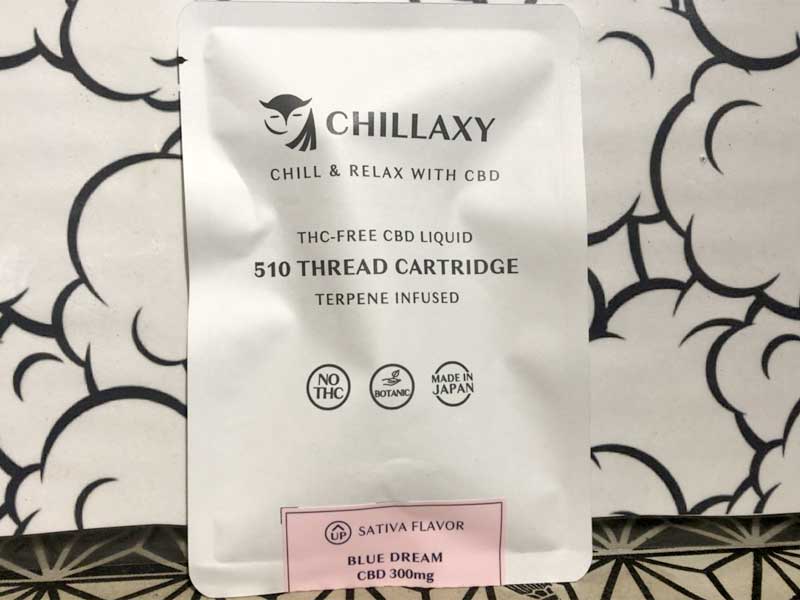 CHILLAXY
CHILL & RELAX WITH CBD
THC-FREE CBD LIQUID
510 THREAD CARTRIDGE
TERPENE INFUSED
NO
THC
BOTANIC
MADE IN
JAPAN
UP SATIVA FLAVOR
BLUE DREAM
CBD 300mg